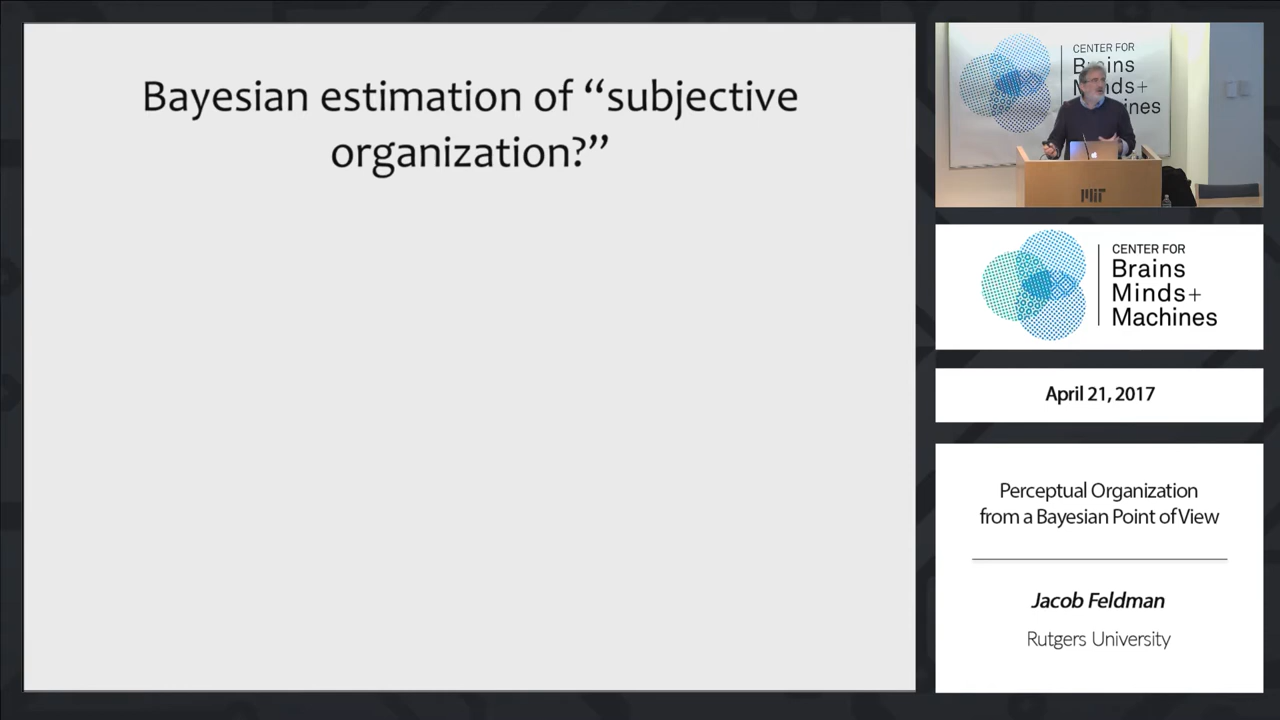 Bayesian estimation of “subjective
organization?”
CENTER FOR
Brains
Minds+
Machines
MIT
CENTER FOR
Brains
Minds+
Machines
April 21, 2017
Perceptual Organization
from a Bayesian Point of View
Jacob Feldman
Rutgers University